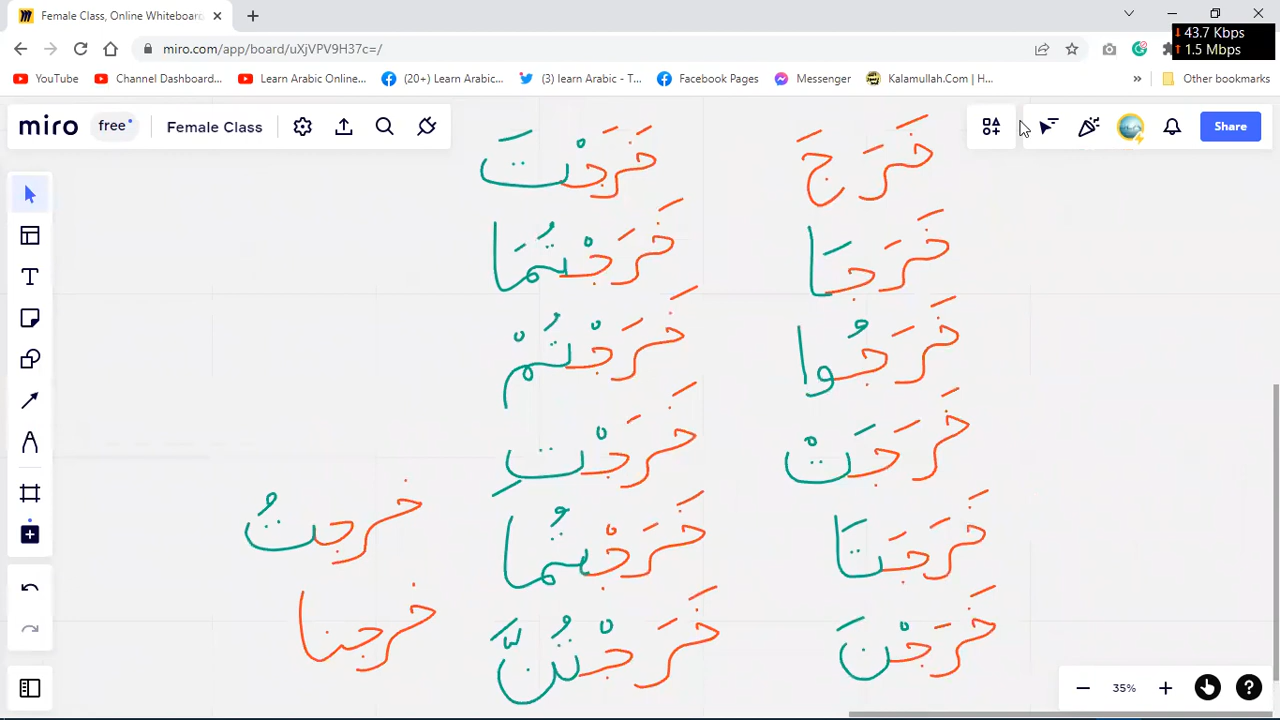 Female Class, Online Whiteboard
43.7 Kbps
1.5 Mbps
miro.com/app/board/uXjVPV9H37c=/
YouTube
Channel Dashboard...
Learn Arabic Online...
(20+) Learn Arabic...
(3) learn Arabic - T...
Facebook Pages
Messenger
Kalamullah.Com | H...
»
Other bookmarks
miro
free
Female Class
Share
خَرَجَ
خَرَجَا
خَرَجُوا
خَرَجَتْ
خَرَجَتَا
خَرَجْنَ
خَرَجْتَ
خَرَجْتُمَا
خَرَجْتُمْ
خَرَجْتِ
خَرَجْتُمَا
خَرَجْتُنَّ
خرجتُ
خرجنا
35%